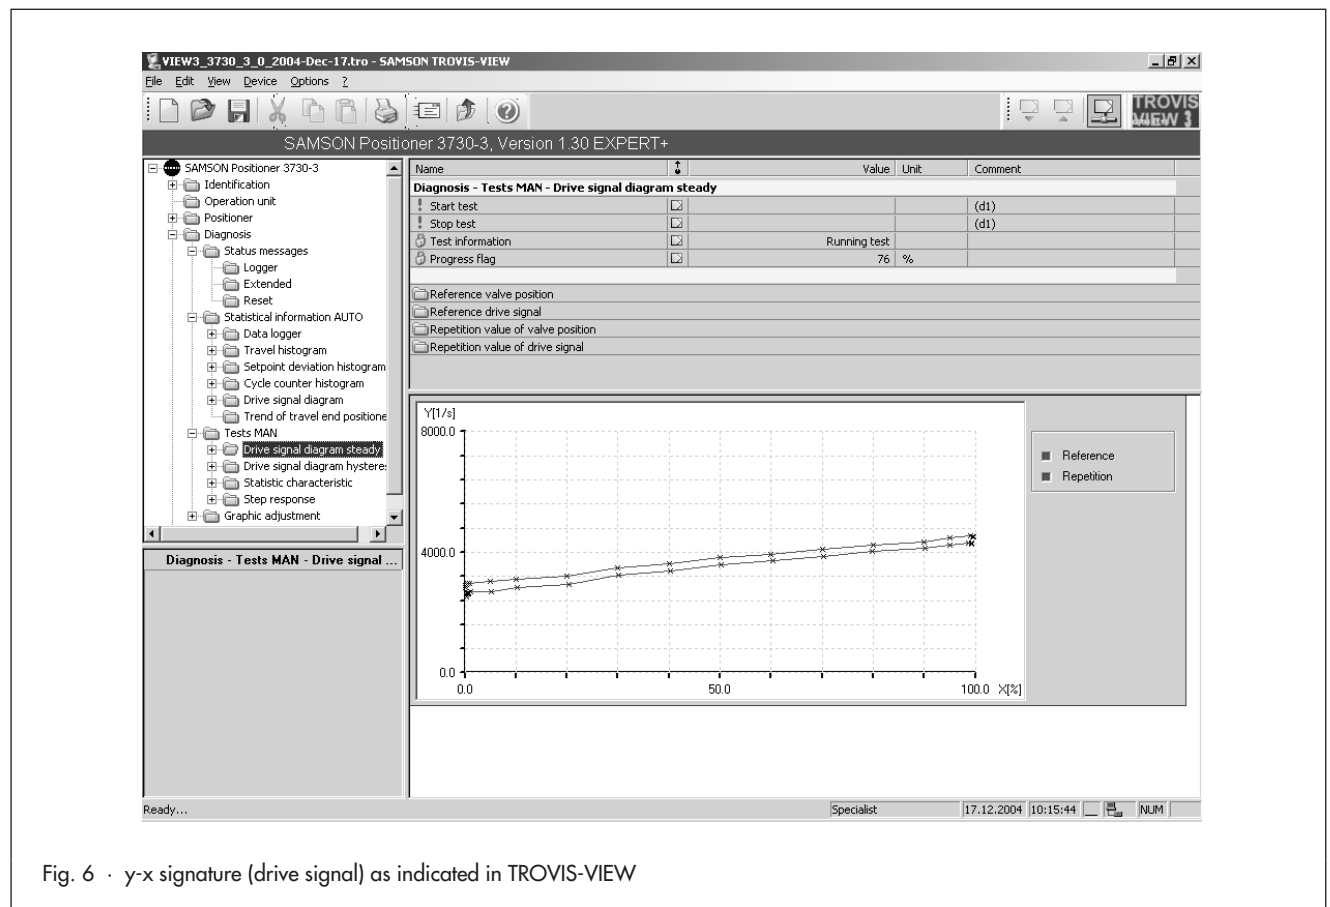 VIEW3_3730_3_0_2004-Dec-17.tro - SAMSON TROVIS-VIEW
File Edit View Device Options ?
TROVIS
VIEW 3
SAMSON Positioner 3730-3, Version 1.30 EXPERT+
SAMSON Positioner 3730-3
Identification
Operation unit
Positioner
Diagnosis
Status messages
Logger
Extended
Reset
Statistical information AUTO
Data logger
Travel histogram
Setpoint deviation histogram
Cycle counter histogram
Drive signal diagram
Trend of travel end positione
Tests MAN
Drive signal diagram steady
Drive signal diagram hystere
Statistic characteristic
Step response
Graphic adjustment
Diagnosis - Tests MAN - Drive signal ...
Name Value Unit Comment
Diagnosis - Tests MAN - Drive signal diagram steady
Start test (d1)
Stop test (d1)
Test information Running test
Progress flag 76 %
Reference valve position
Reference drive signal
Repetition value of valve position
Repetition value of drive signal
Y[1/s]
8000.0
4000.0
0.0
0.0 50.0 100.0 X[%]
Reference
Repetition
Ready... Specialist 17.12.2004 10:15:44 NUM
Fig. 6 · y-x signature (drive signal) as indicated in TROVIS-VIEW